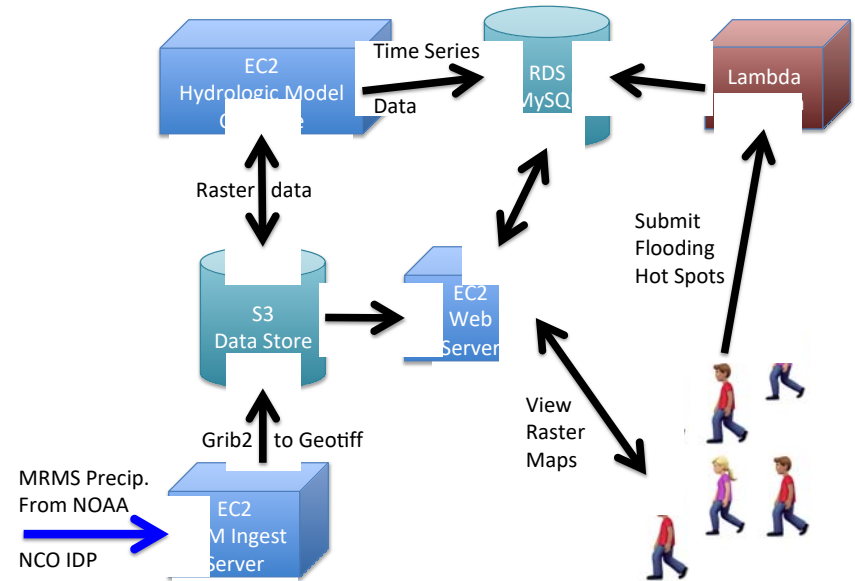 EC2
Hydrologic Model
Time Series
Data
RDS
Lambda
Raster data
Submit
Flooding
Hot Spots
S3
Data Store
EC2
Web
Server
Grib2 to Geotiff
View
Raster
Maps
MRMS Precip.
From NOAA
NCO IDP
EC2
Ingest
Server